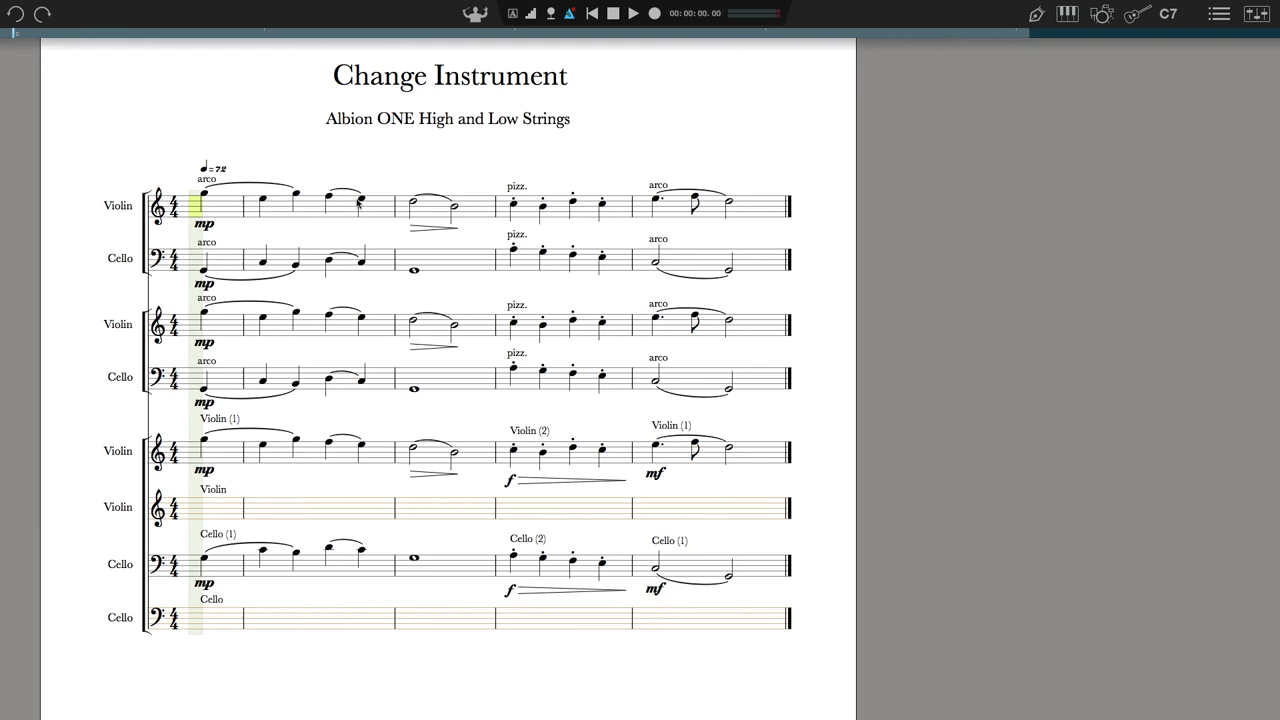 C7
A
00:00:00.00
Change Instrument
Albion ONE High and Low Strings
=72
arco
pizz.
arco
Violin
mp
arco
arco
Cello
mp
arco
pizz.
arco
Violin
mp
arco
pizz.
arco
Cello
mp
Violin (1)
Violin (2)
Violin (1)
Violin
mp
f
mf
Violin
Violin
Cello (1)
Cello (2)
Cello (1)
Cello
mp
f
mf
Cello
Cello